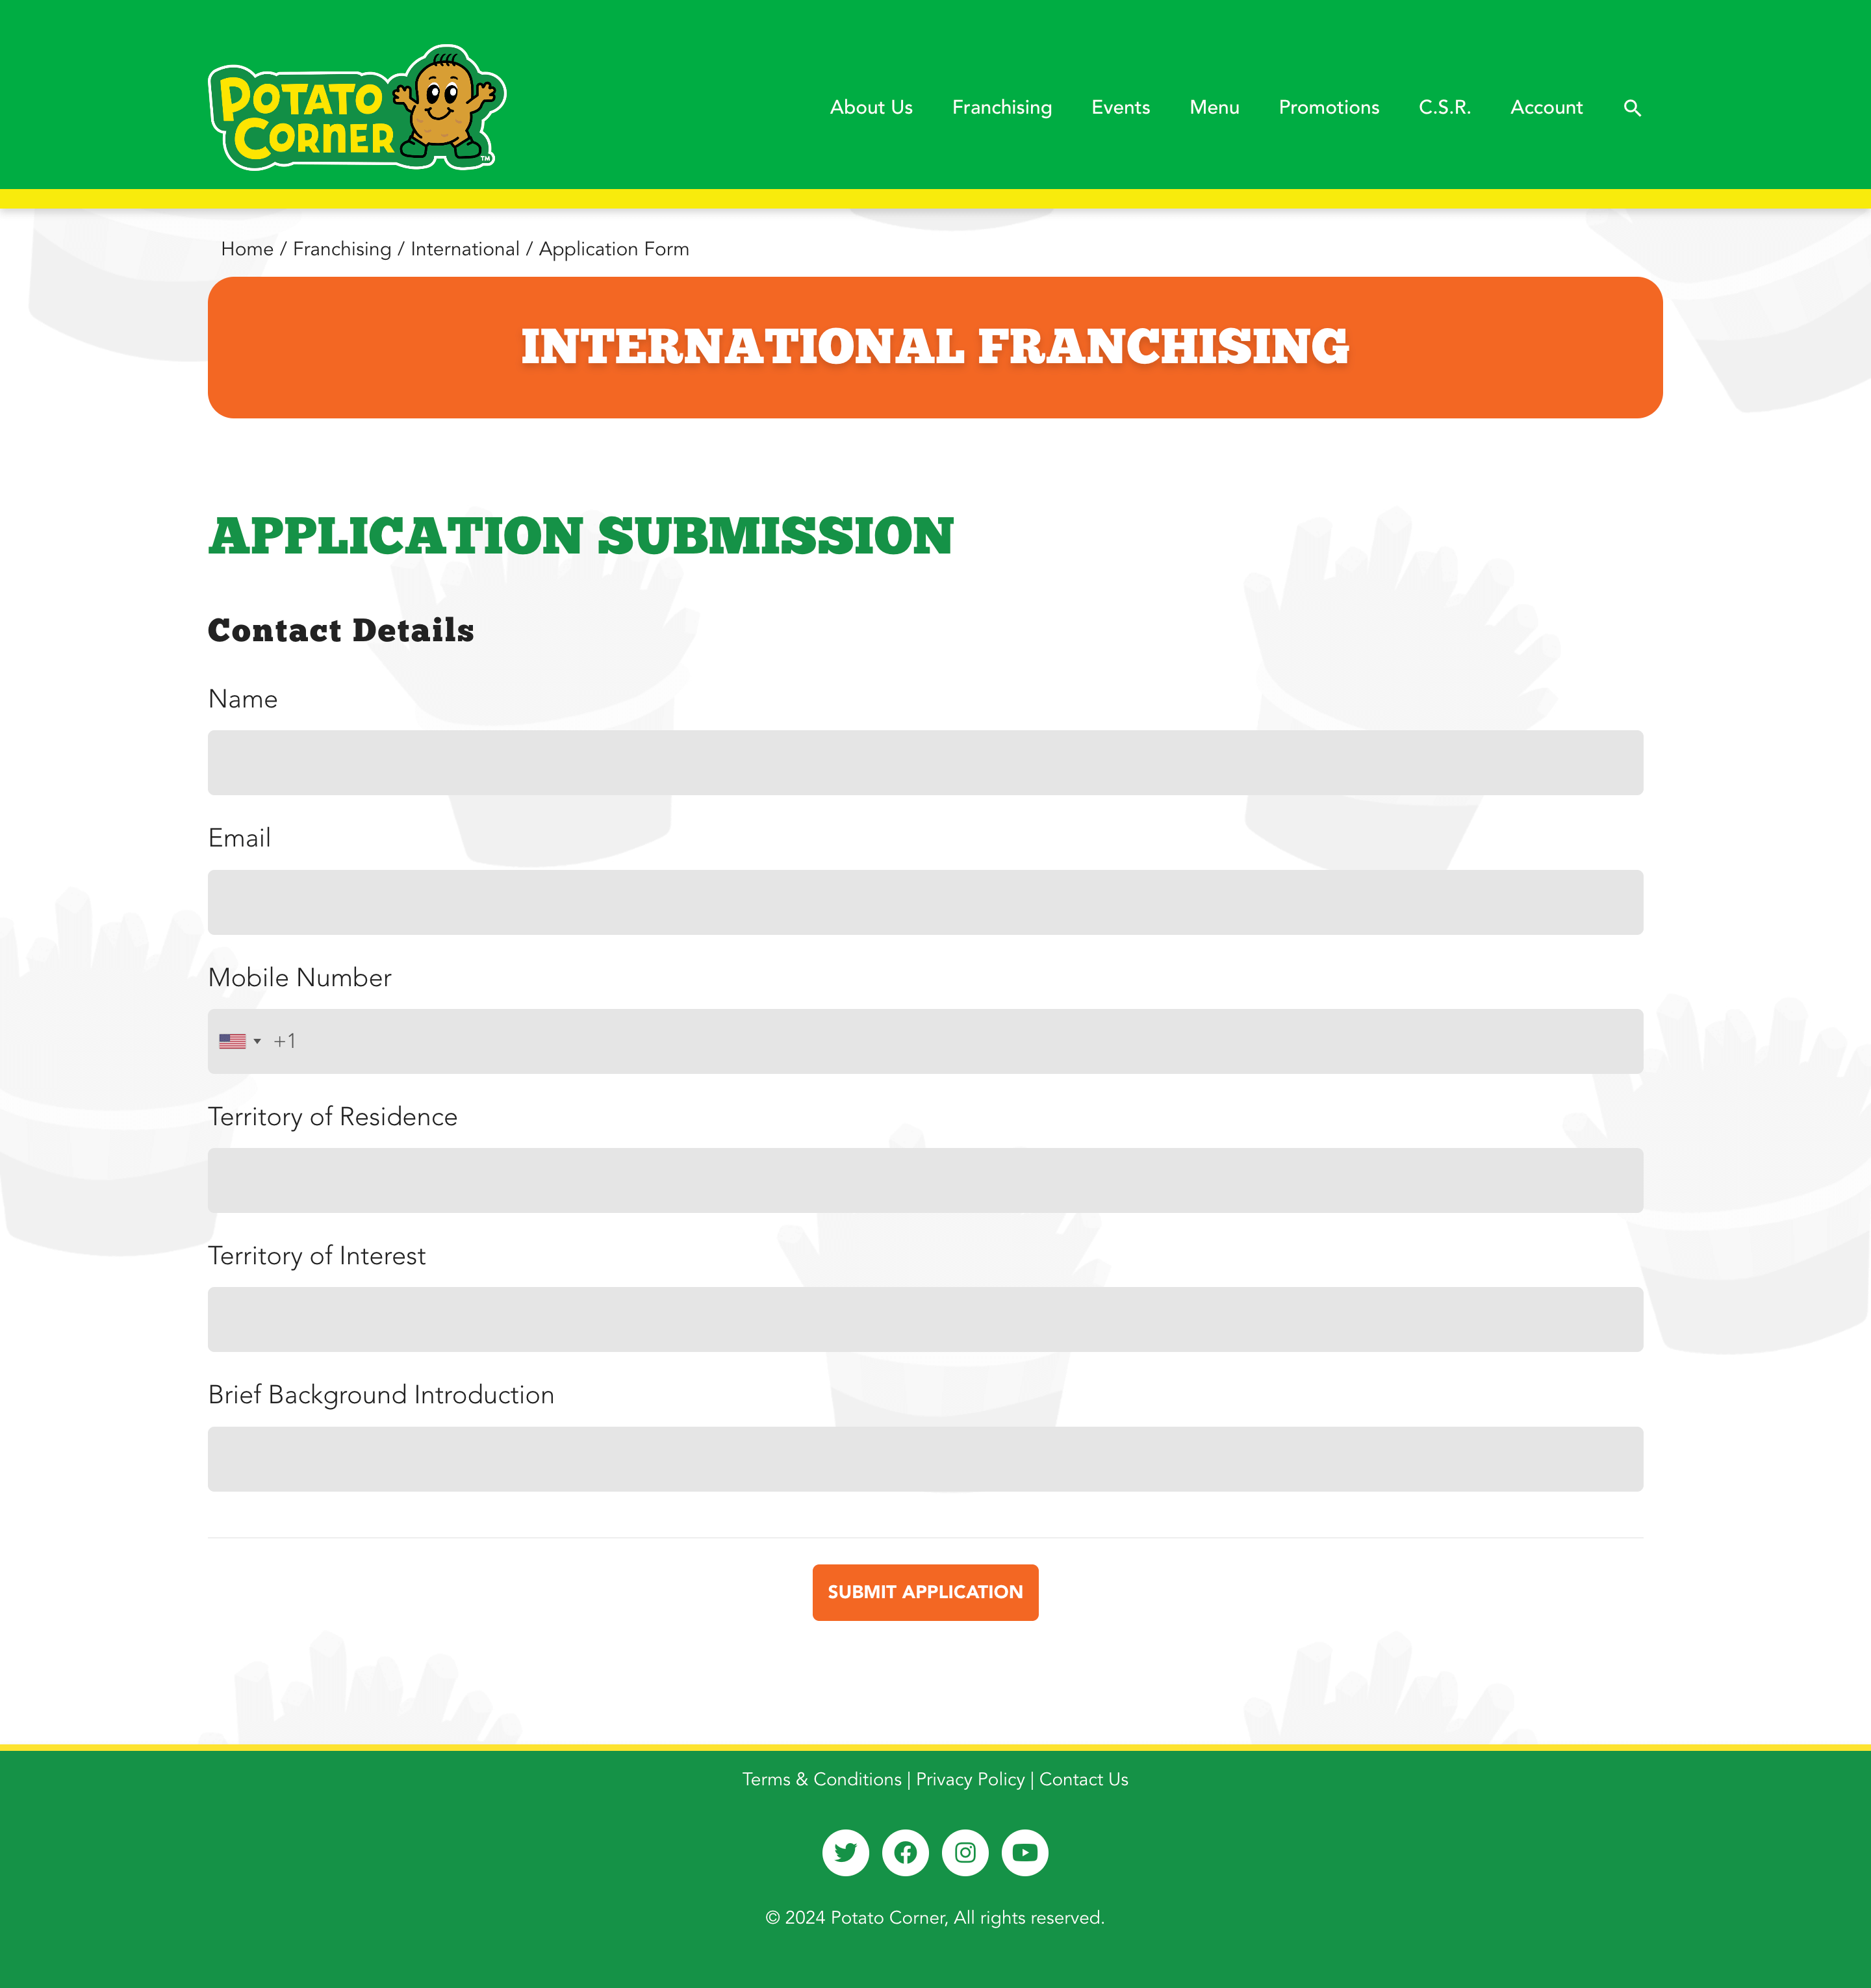 POTATO
CORNER
TM
About Us Franchising Events Menu Promotions C.S.R. Account
Home / Franchising / International / Application Form
INTERNATIONAL FRANCHISING
APPLICATION SUBMISSION
Contact Details
Name
Email
Mobile Number
+1
Territory of Residence
Territory of Interest
Brief Background Introduction
SUBMIT APPLICATION
Terms & Conditions | Privacy Policy | Contact Us
© 2024 Potato Corner, All rights reserved.